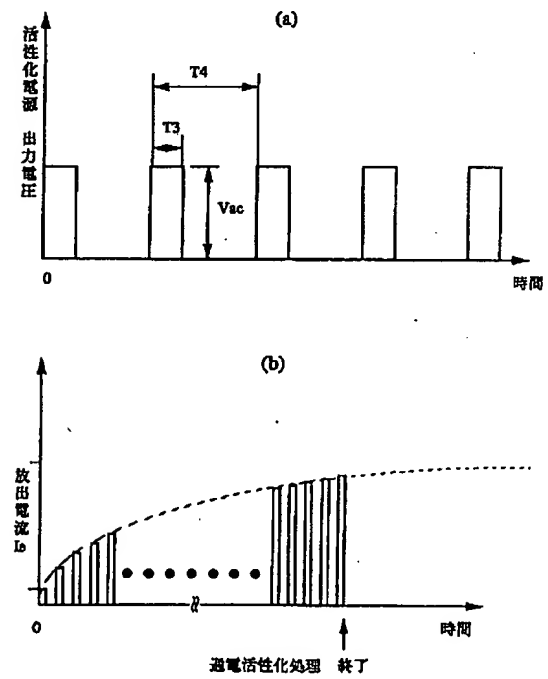 (a)
活性化電源 出力電圧
T4
T3
Vac
0
時間
(b)
放出電流 Ie
0
時間
通電活性化処理 終了